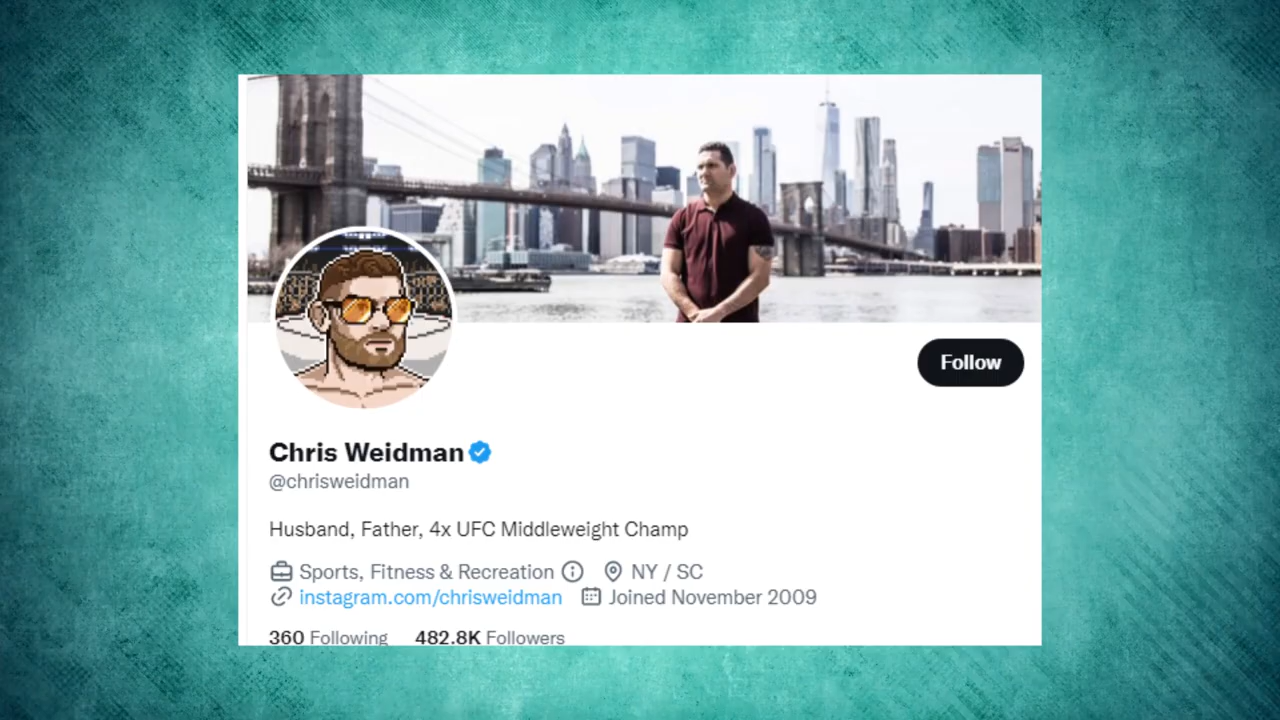 Follow
Chris Weidman
@chrisweidman
Husband, Father, 4x UFC Middleweight Champ
Sports, Fitness & Recreation NY / SC
instagram.com/chrisweidman Joined November 2009
360 Following 482.8K Followers